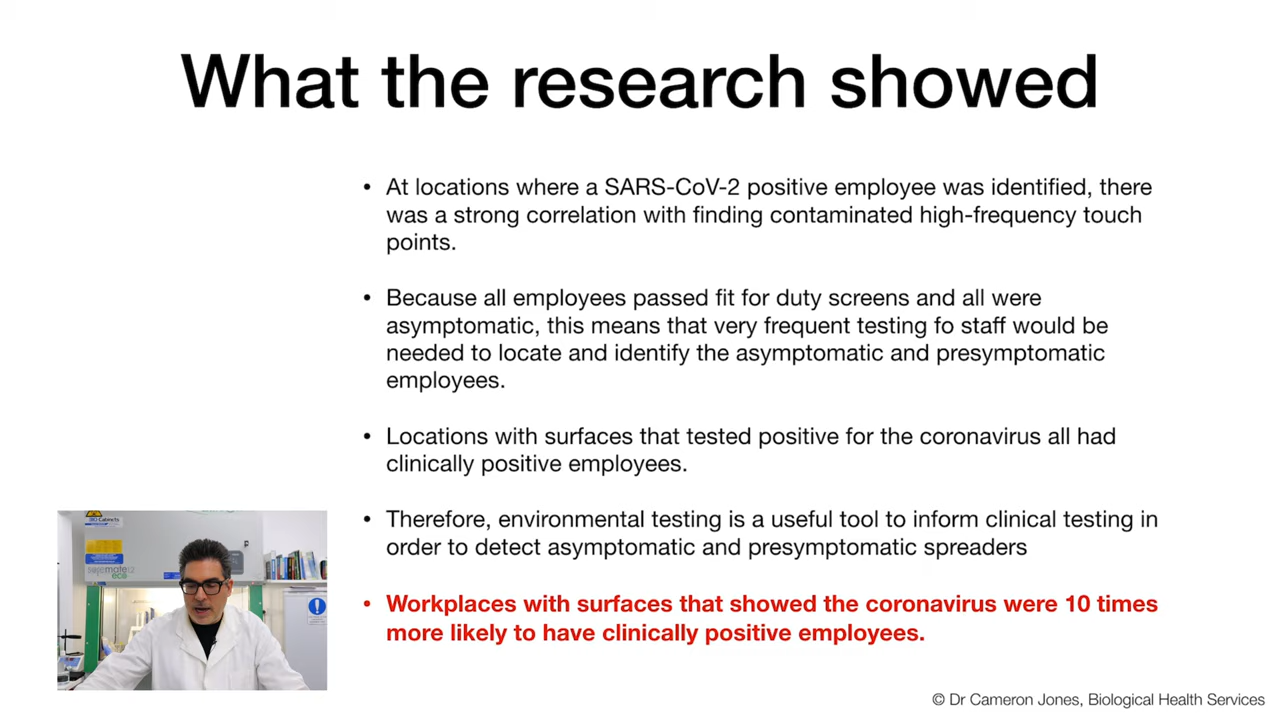 What the research showed
• At locations where a SARS-CoV-2 positive employee was identified, there
was a strong correlation with finding contaminated high-frequency touch
points.
• Because all employees passed fit for duty screens and all were
asymptomatic, this means that very frequent testing fo staff would be
needed to locate and identify the asymptomatic and presymptomatic
employees.
• Locations with surfaces that tested positive for the coronavirus all had
clinically positive employees.
• Therefore, environmental testing is a useful tool to inform clinical testing in
order to detect asymptomatic and presymptomatic spreaders
• Workplaces with surfaces that showed the coronavirus were 10 times
more likely to have clinically positive employees.
© Dr Cameron Jones, Biological Health Services